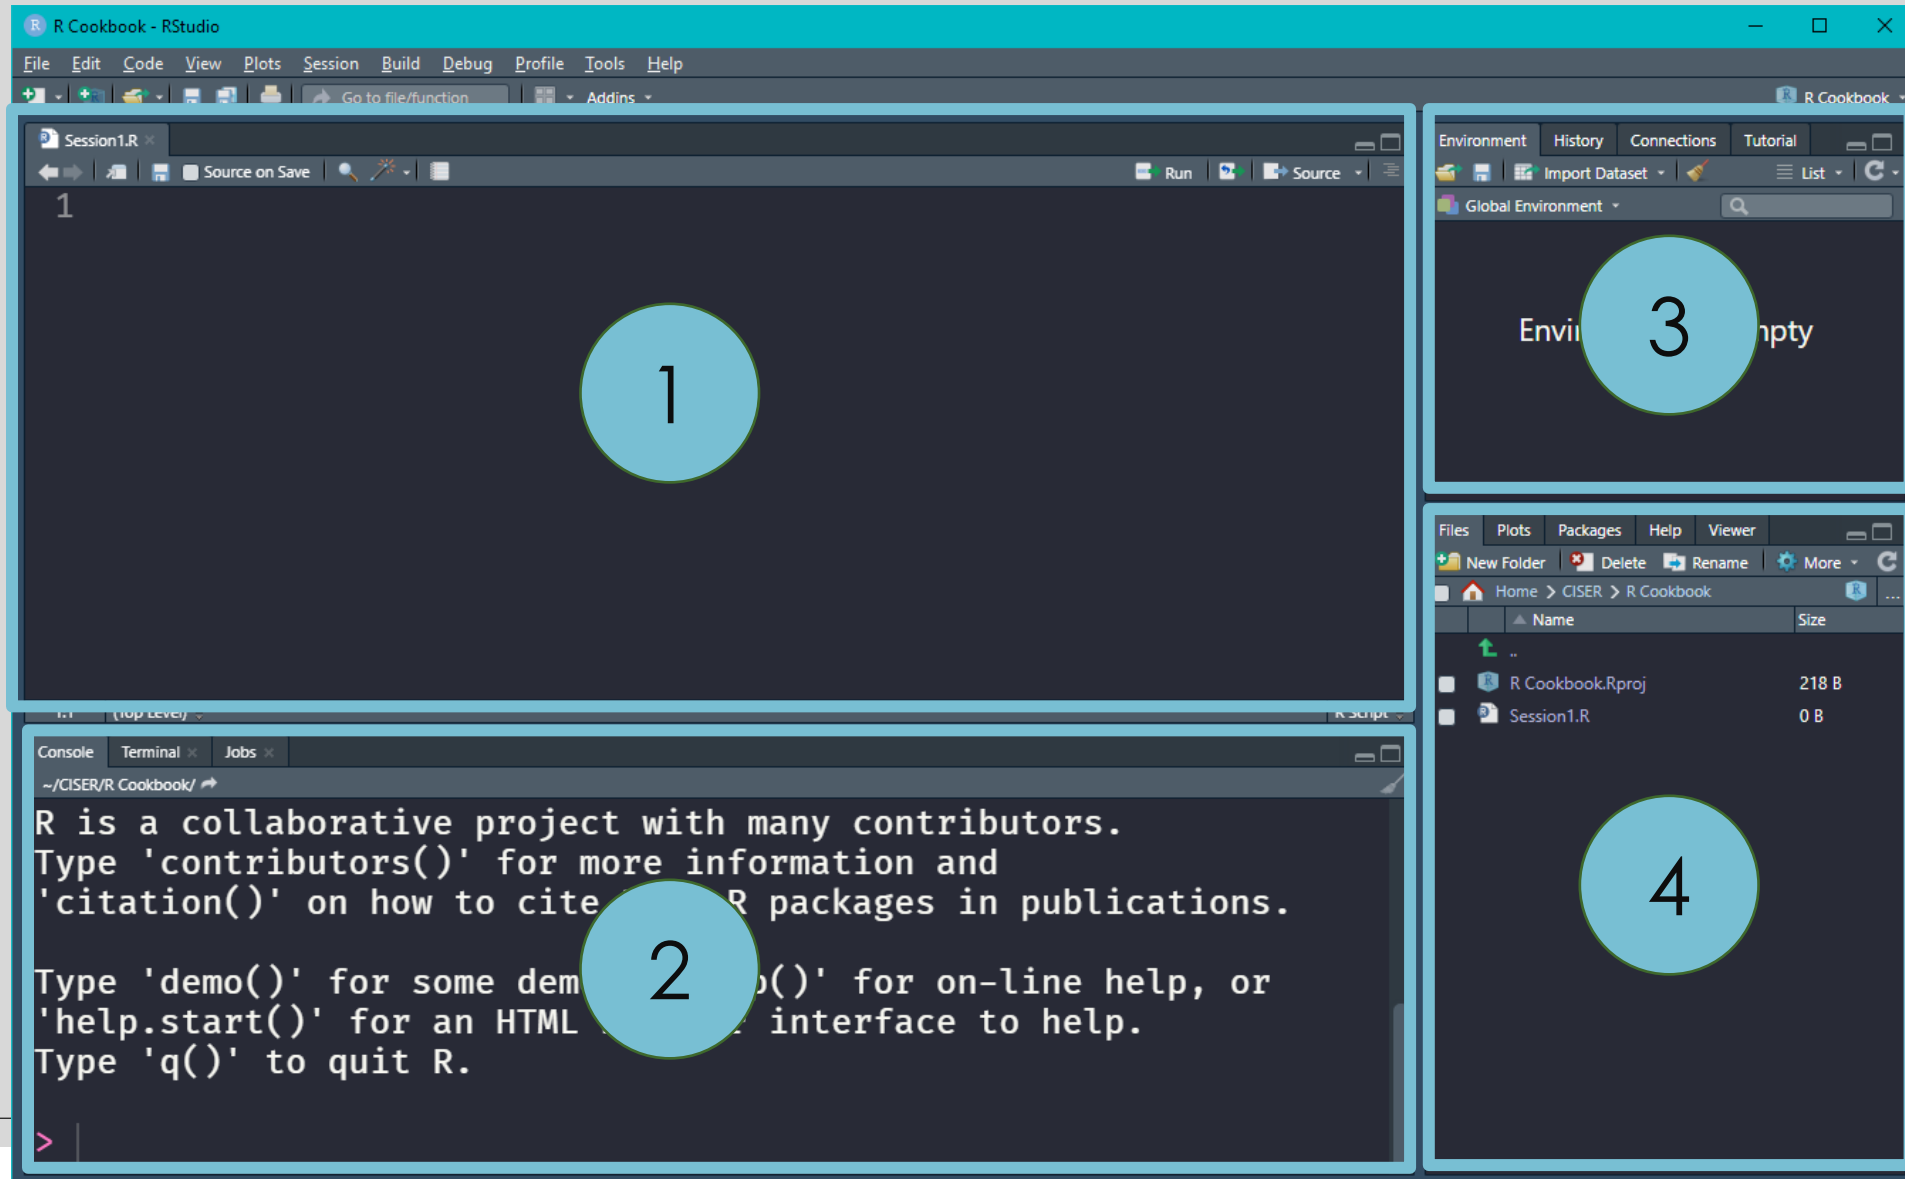 R Cookbook - RStudio
File Edit Code View Plots Session Build Debug Profile Tools Help
Go to file/function Addins R Cookbook
Session1.R
Source on Save Run Source
1
1
(Top Level) R Script
Console Terminal Jobs
~/CISER/R Cookbook/
R is a collaborative project with many contributors.
Type 'contributors()' for more information and
'citation()' on how to cite R packages in publications.
Type 'demo()' for some ()' for on-line help, or
'help.start()' for an HTML interface to help.
Type 'q()' to quit R.
>
2
Environment History Connections Tutorial
Import Dataset List
Global Environment
3
Files Plots Packages Help Viewer
New Folder Delete Rename More
Home > CISER > R Cookbook ...
Name Size
..
R Cookbook.Rproj 218 B
Session1.R 0 B
4